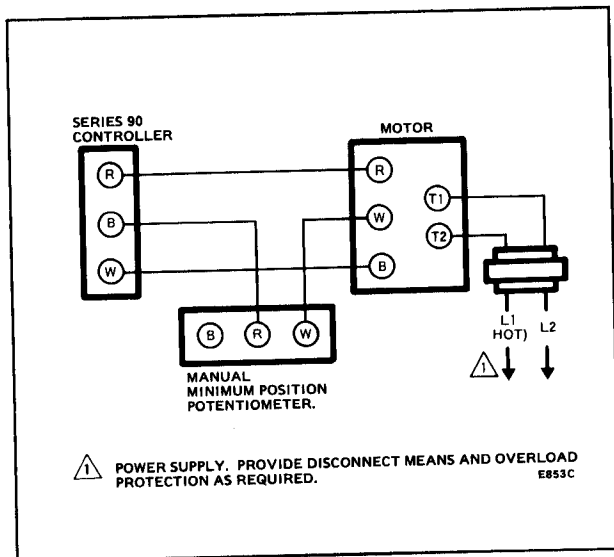 SERIES 90
CONTROLLER
MOTOR
R
B
W
R
W
B
T1
T2
B
R
W
L1
HOT)
L2
1
MANUAL
MINIMUM POSITION
POTENTIOMETER.
1
POWER SUPPLY. PROVIDE DISCONNECT MEANS AND OVERLOAD
PROTECTION AS REQUIRED.
E853C